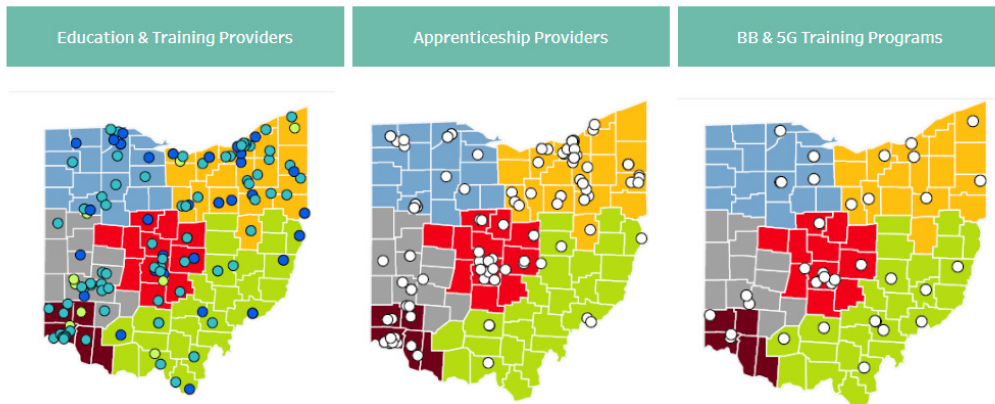 Education & Training Providers
Apprenticeship Providers
BB & 5G Training Programs